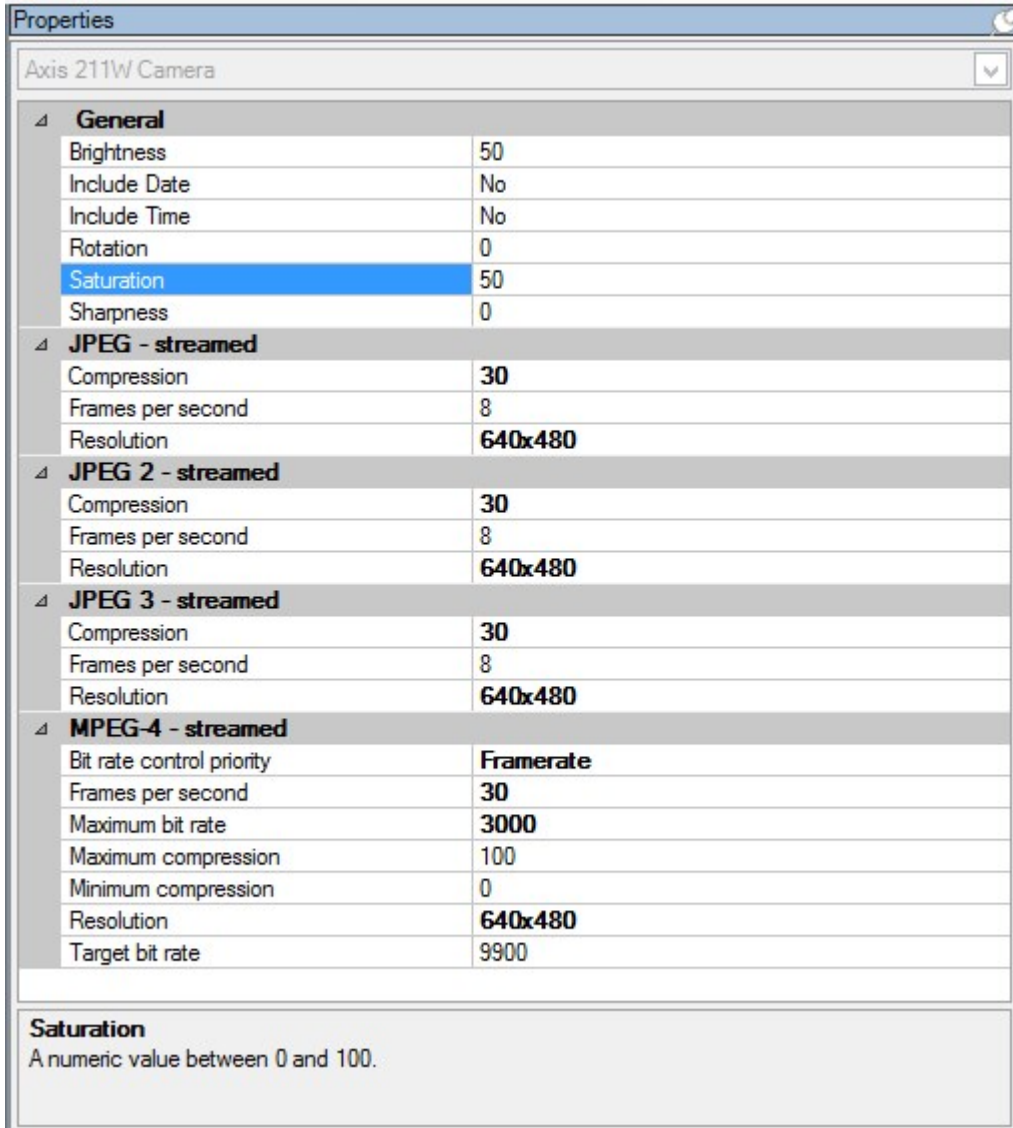 Properties
Axis 211W Camera
General
Brightness 50
Include Date No
Include Time No
Rotation 0
Saturation 50
Sharpness 0
JPEG - streamed
Compression 30
Frames per second 8
Resolution 640x480
JPEG 2 - streamed
Compression 30
Frames per second 8
Resolution 640x480
JPEG 3 - streamed
Compression 30
Frames per second 8
Resolution 640x480
MPEG-4 - streamed
Bit rate control priority Framerate
Frames per second 30
Maximum bit rate 3000
Maximum compression 100
Minimum compression 0
Resolution 640x480
Target bit rate 9900
Saturation
A numeric value between 0 and 100.